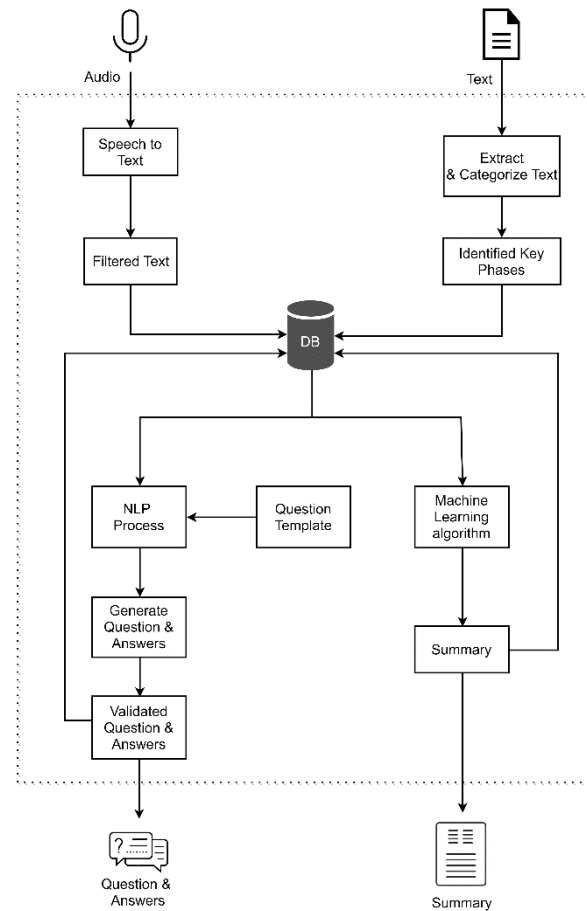 Audio
Text
Speech to
Text
Extract
& Categorize Text
Filtered Text
Identified Key
Phases
DB
NLP
Process
Question
Template
Machine
Learning
algorithm
Generate
Question &
Answers
Summary
Validated
Question &
Answers
?
Question &
Answers
Summary